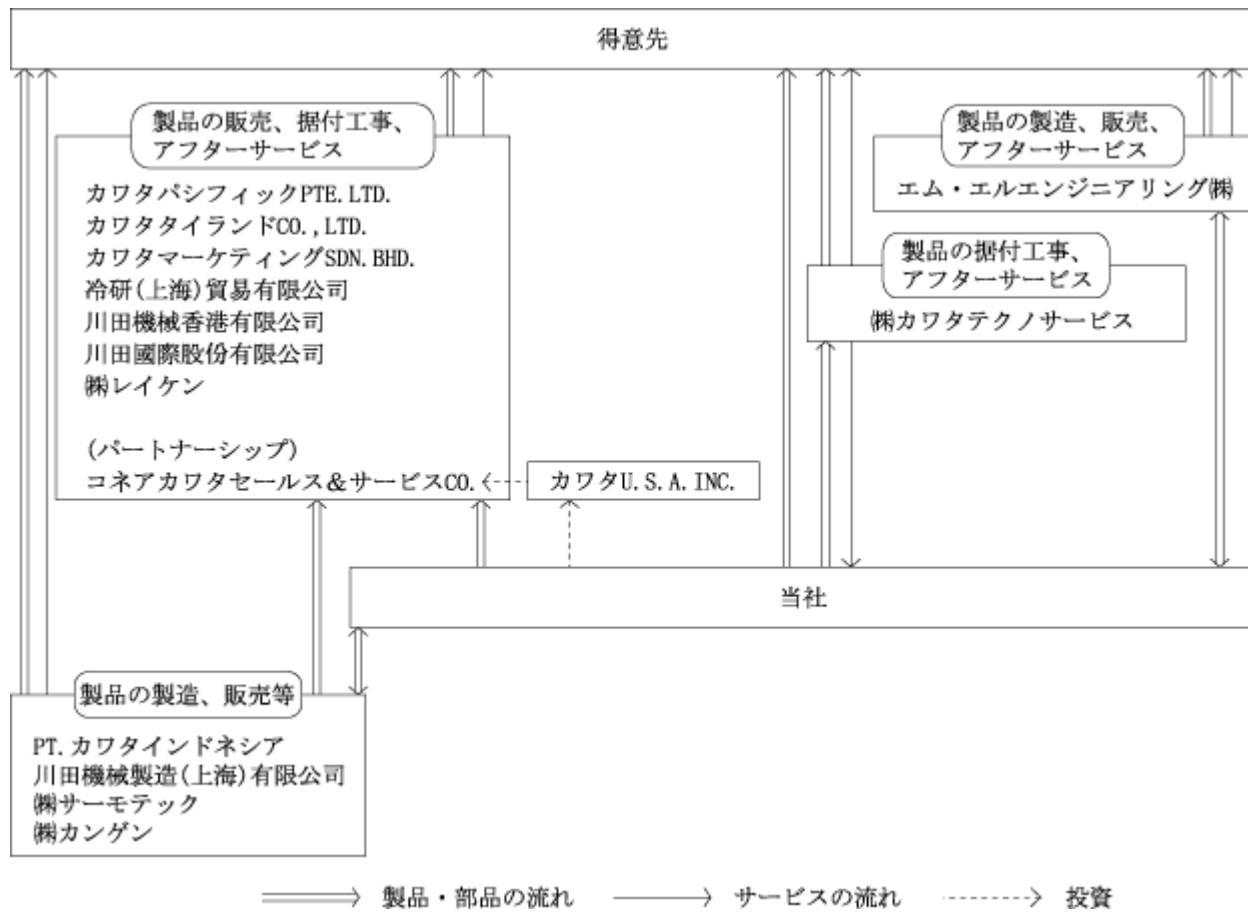 得意先
製品の販売、据付工事、
アフターサービス
カワタパシフィックPTE.LTD.
カワタタイランドCO.,LTD.
カワタマーケティングSDN.BHD.
冷研(上海)貿易有限公司
川田機械香港有限公司
川田國際股份有限公司
㈱レイケン
(パートナーシップ)
コネアカワタセールス＆サービスCO.
カワタU.S.A.INC.
製品の製造、販売、
アフターサービス
エム・エルエンジニアリング㈱
製品の据付工事、
アフターサービス
㈱カワタテクノサービス
当社
製品の製造、販売等
PT.カワタインドネシア
川田機械製造(上海)有限公司
㈱サーモテック
㈱カンゲン
製品・部品の流れ
サービスの流れ
投資